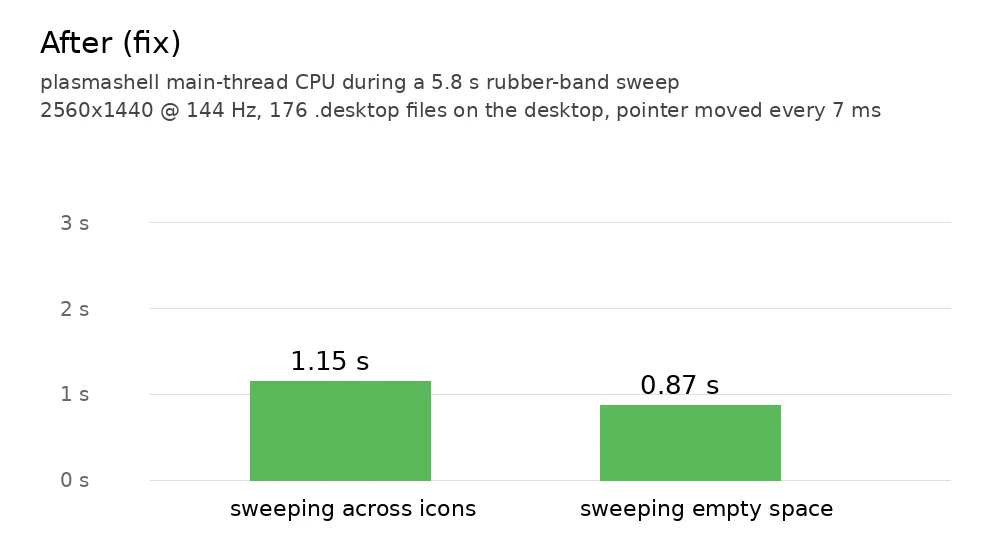 After (fix)
plasmashell main-thread CPU during a 5.8 s rubber-band sweep
2560x1440 @ 144 Hz, 176 .desktop files on the desktop, pointer moved every 7 ms
3 s
2 s
1.15 s
0.87 s
1 s
0 s
sweeping across icons
sweeping empty space